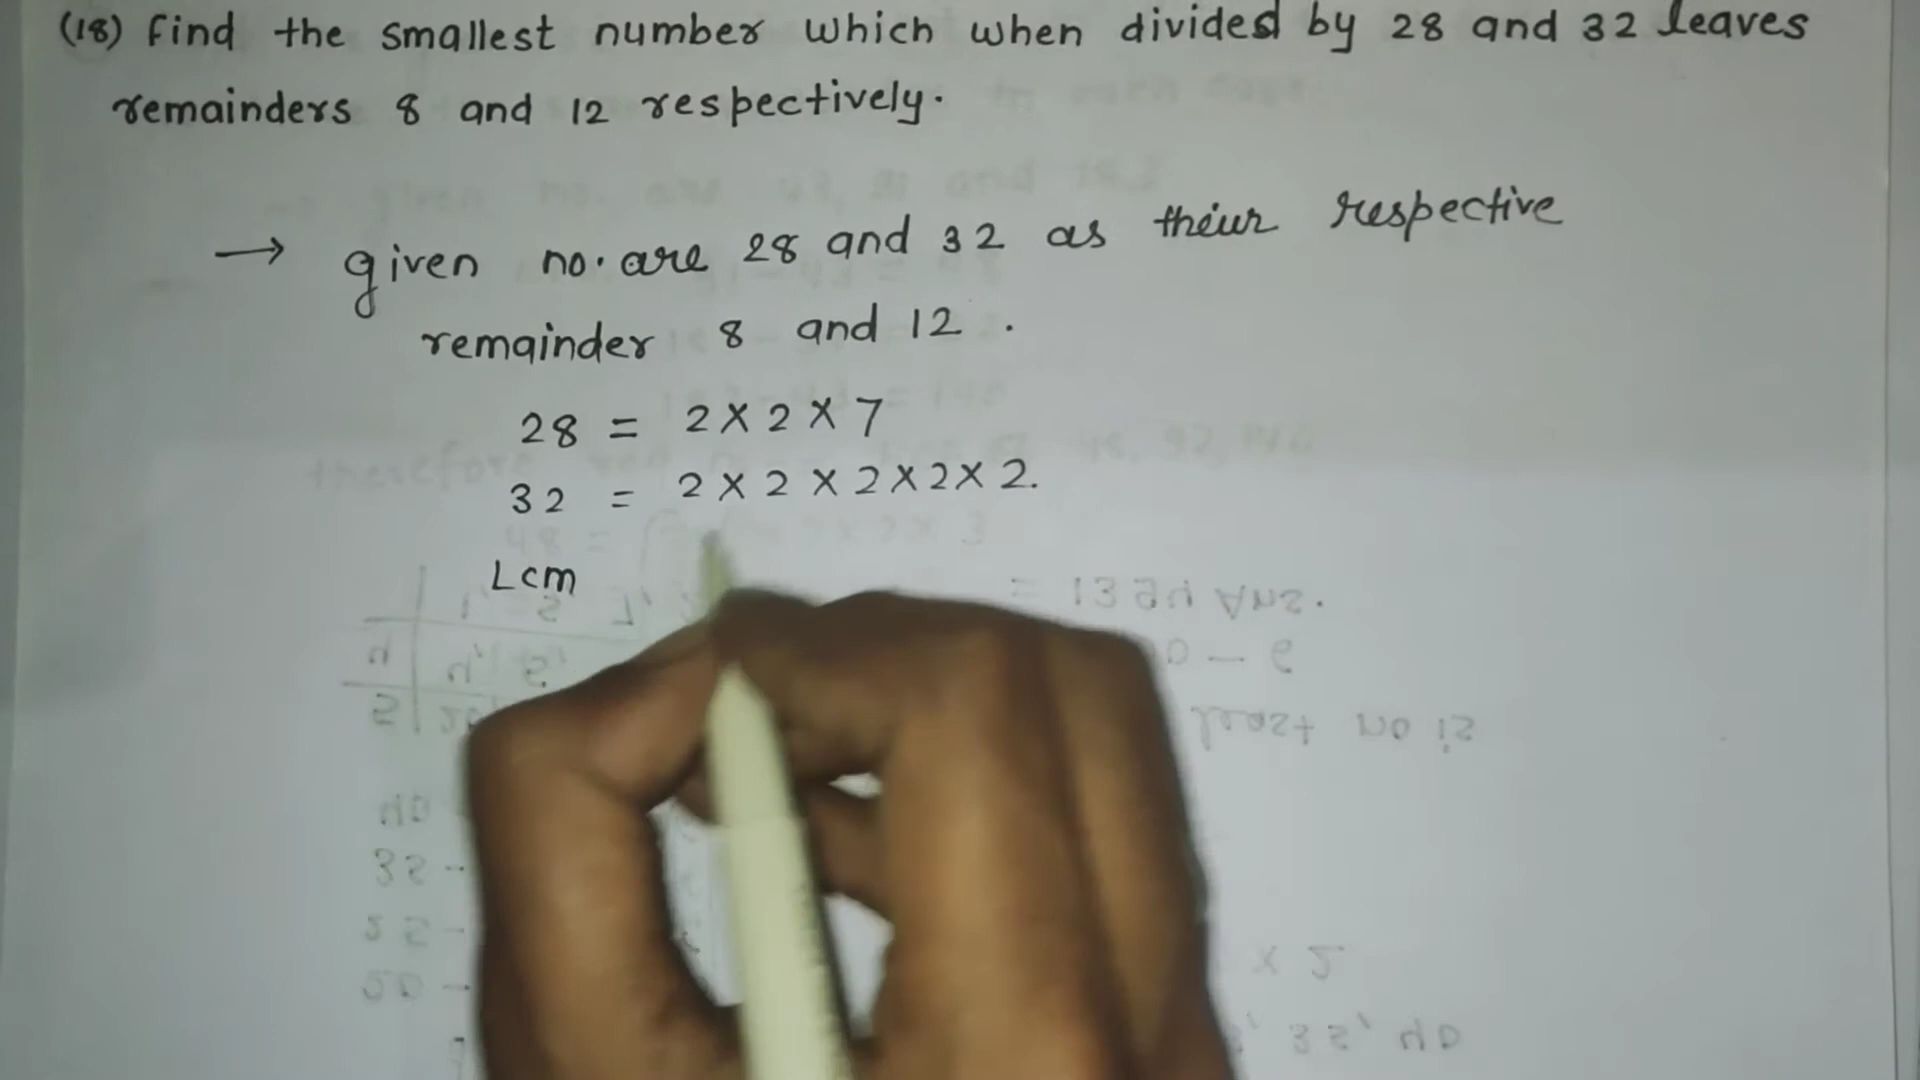 (18) Find the smallest number which when divided by 28 and 32 leaves
remainders 8 and 12 respectively.
→ given no. are 28 and 32 as their respective
remainder 8 and 12 .
28 = 2 X 2 X 7
32 = 2 X 2 X 2 X 2 X 2.
Lcm